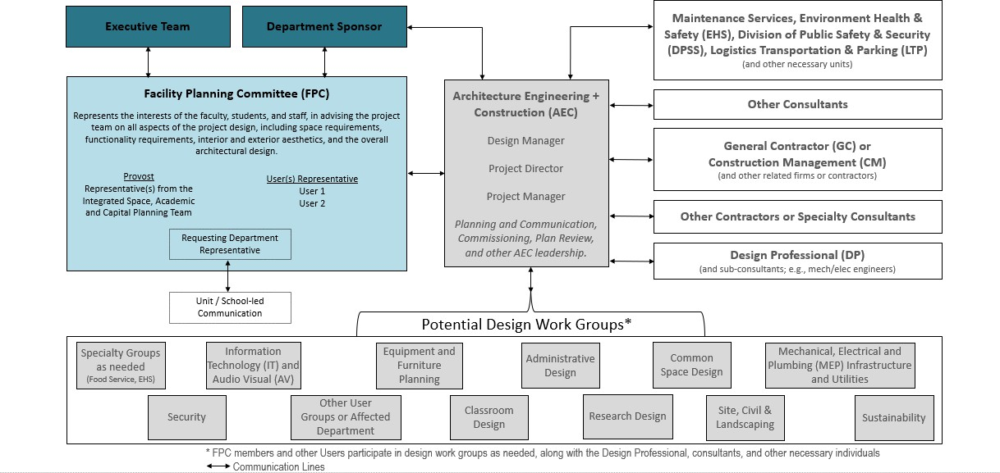 Executive Team
Department Sponsor
Maintenance Services, Environment Health &
Safety (EHS), Division of Public Safety & Security
(DPSS), Logistics Transportation & Parking (LTP)
(and other necessary units)
Facility Planning Committee (FPC)
Represents the interests of the faculty, students, and staff, in advising the project
team on all aspects of the project design, including space requirements,
functionality requirements, interior and exterior aesthetics, and the overall
architectural design.
Provost
Representative(s) from the
Integrated Space, Academic
and Capital Planning Team
User(s) Representative
User 1
User 2
Requesting Department
Representative
Unit / School-led
Communication
Architecture Engineering +
Construction (AEC)
Design Manager
Project Director
Project Manager
Planning and Communication,
Commissioning, Plan Review,
and other AEC leadership.
Other Consultants
General Contractor (GC) or
Construction Management (CM)
(and other related firms or contractors)
Other Contractors or Specialty Consultants
Design Professional (DP)
(and sub-consultants; e.g., mech/elec engineers)
Potential Design Work Groups*
Specialty Groups
as needed
(Food Service, EHS)
Information
Technology (IT) and
Audio Visual (AV)
Equipment and
Furniture
Planning
Administrative
Design
Common
Space Design
Mechanical, Electrical and
Plumbing (MEP) Infrastructure
and Utilities
Security
Other User
Groups or Affected
Department
Classroom
Design
Research Design
Site, Civil &
Landscaping
Sustainability
* FPC members and other Users participate in design work groups as needed, along with the Design Professional, consultants, and other necessary individuals
Communication Lines